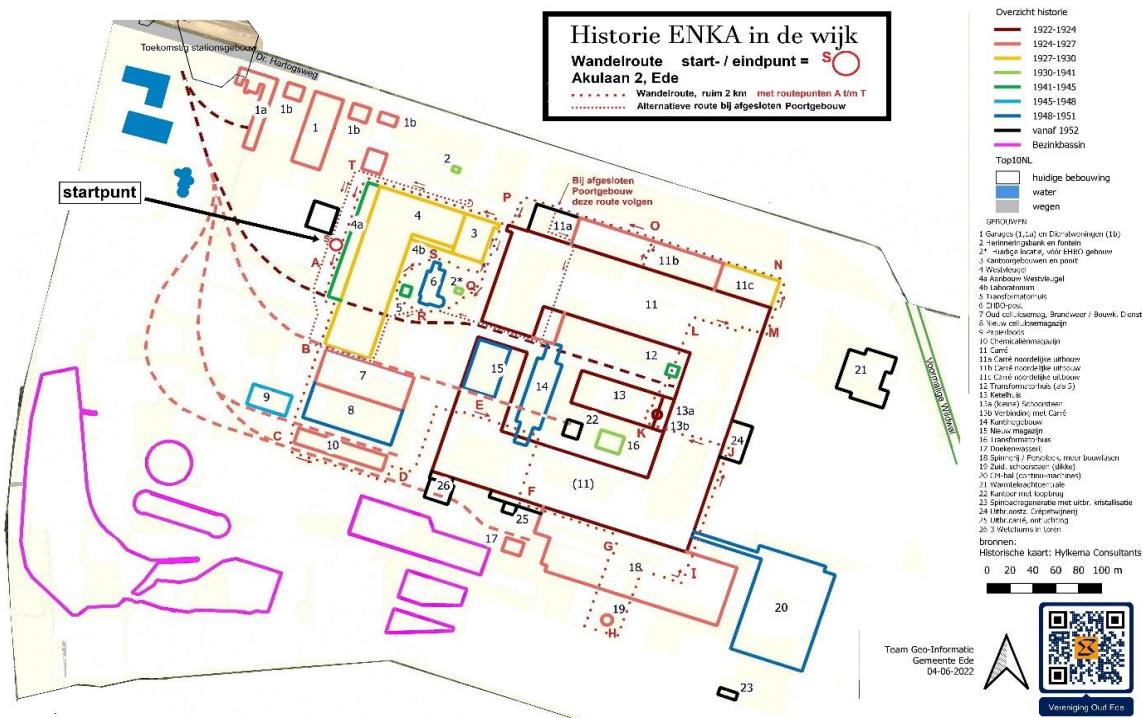 Toekomstig stationsgebouw
Dr. Hartogsweg
Historie ENKA in de wijk
Wandelroute start- / eindpunt = S
Akulaan 2, Ede
Wandelroute, ruim 2 km met routepunten A t/m T
Alternatieve route bij afgesloten Poortgebouw
startpunt
Bij afgesloten
Poortgebouw
deze route volgen
Voormalige Wildwal
1a
1b
1
1b
1b
2
T
4
4a
3
4b
S
S
A
6
2*
Q
5
R
P
11a
O
11b
11c
N
11
L
M
B
7
8
9
C
10
D
15
14
E
12
13
13a
13b
K
22
16
J
24
21
(11)
26
25
F
17
G
18
I
19
H
20
23
Overzicht historie
1922-1924
1924-1927
1927-1930
1930-1941
1941-1945
1945-1948
1948-1951
vanaf 1952
Bezinkbassin
Top10NL
huidige bebouwing
water
wegen
GEBOUWEN
1 Garages (1,1a) en Dienstwoningen (1b)
2 Herinneringsbank en fontein
2* Huidige locatie, vóór EHBO gebouw
3 Kantoorgebouwen en poort
4 Westvleugel
4a Aanbouw Westvleugel
4b Laboratorium
5 Transformatorhuis
6 EHBO-post
7 Oud cellulosemag, Brandweer / Bouwk. Dienst
8 Nieuw cellulosemagazijn
9 Papierloods
10 Chemicaliënmagazijn
11 Carré
11a Carré noordelijke uitbouw
11b Carré noordelijke uitbouw
11c Carré noordelijke uitbouw
12 Transformatorhuis (als 5)
13 Ketelhuis
13a (kleine) Schoorsteen
13b Verbinding met Carré
14 Kantinegebouw
15 Nieuw magazijn
16 Transformatorhuis
17 Doekenwasserij
18 Spinnerij / Persbleek, meer bouwlagen
19 Zuid. schoorsteen (dikke)
20 CM-hal (continu-machines)
21 Warmtekrachtcentrale
22 Kantoor met loopbrug
23 Spinbadregeneratie met uitbr. kristallisatie
24 Uitbr.oostz. Crêpetwijnerij
25 Uitbr.carré, ontluchting
26 3 Wetchurns in toren
bronnen:
Historische kaart: Hylkema Consultants
0 20 40 60 80 100 m
Team Geo-Informatie
Gemeente Ede
04-06-2022
Vereniging Oud Ede